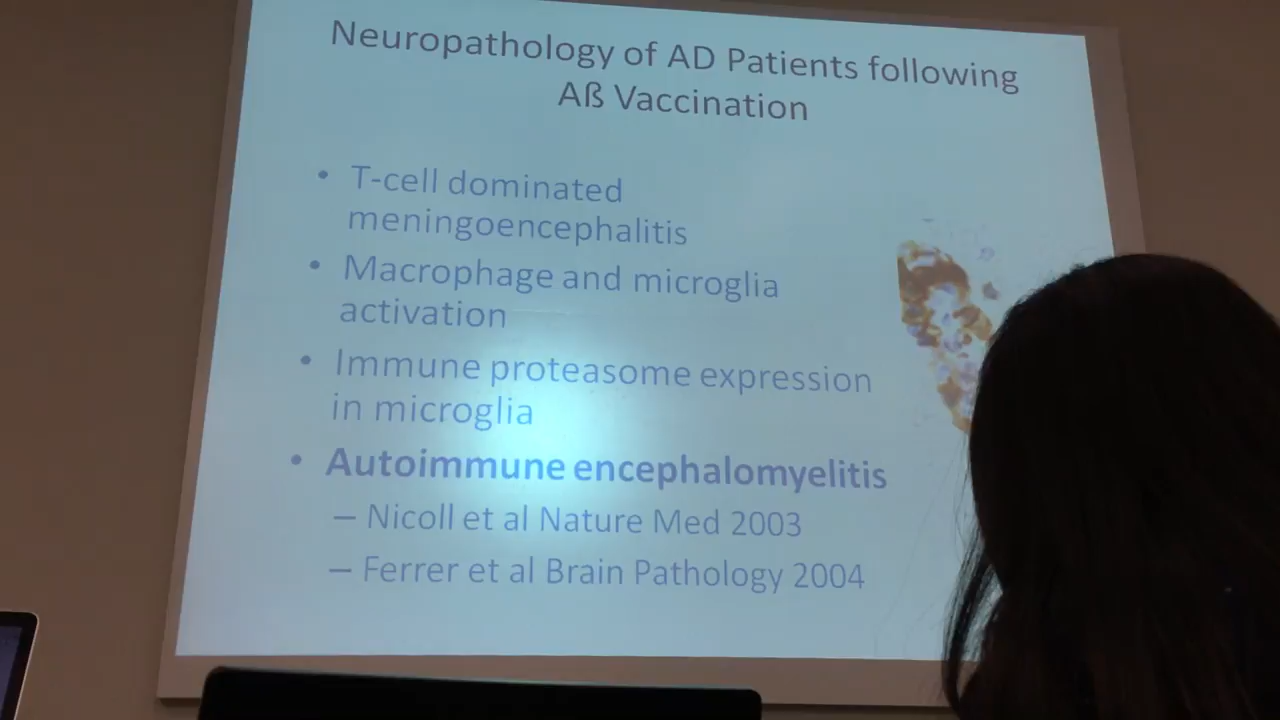 Neuropathology of AD Patients following
Aß Vaccination
• T-cell dominated
meningoencephalitis
• Macrophage and microglia
activation
• Immune proteasome expression
in microglia
• Autoimmune encephalomyelitis
– Nicoll et al Nature Med 2003
– Ferrer et al Brain Pathology 2004